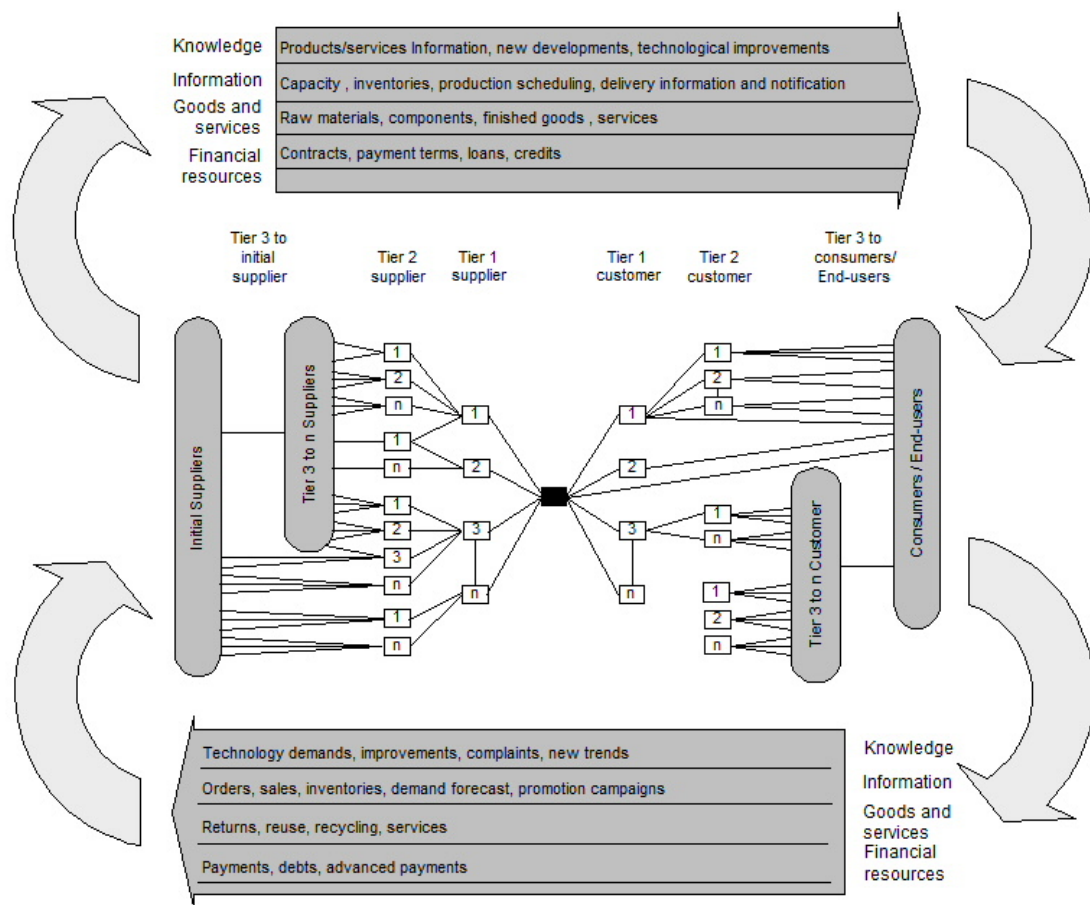 Knowledge
Products/services Information, new developments, technological improvements
Information
Capacity , inventories, production scheduling, delivery information and notification
Goods and
services
Raw materials, components, finished goods , services
Financial
resources
Contracts, payment terms, loans, credits
Tier 3 to
initial
supplier
Tier 2
supplier
Tier 1
supplier
Tier 1
customer
Tier 2
customer
Tier 3 to
consumers/
End-users
Initial Suppliers
Tier 3 to n Suppliers
1
2
n
1
n
1
2
3
n
1
n
1
2
3
n
1
2
3
n
1
2
n
1
n
1
2
n
Tier 3 to n Customer
Consumers / End-users
Technology demands, improvements, complaints, new trends
Knowledge
Orders, sales, inventories, demand forecast, promotion campaigns
Information
Returns, reuse, recycling, services
Goods and
services
Payments, debts, advanced payments
Financial
resources